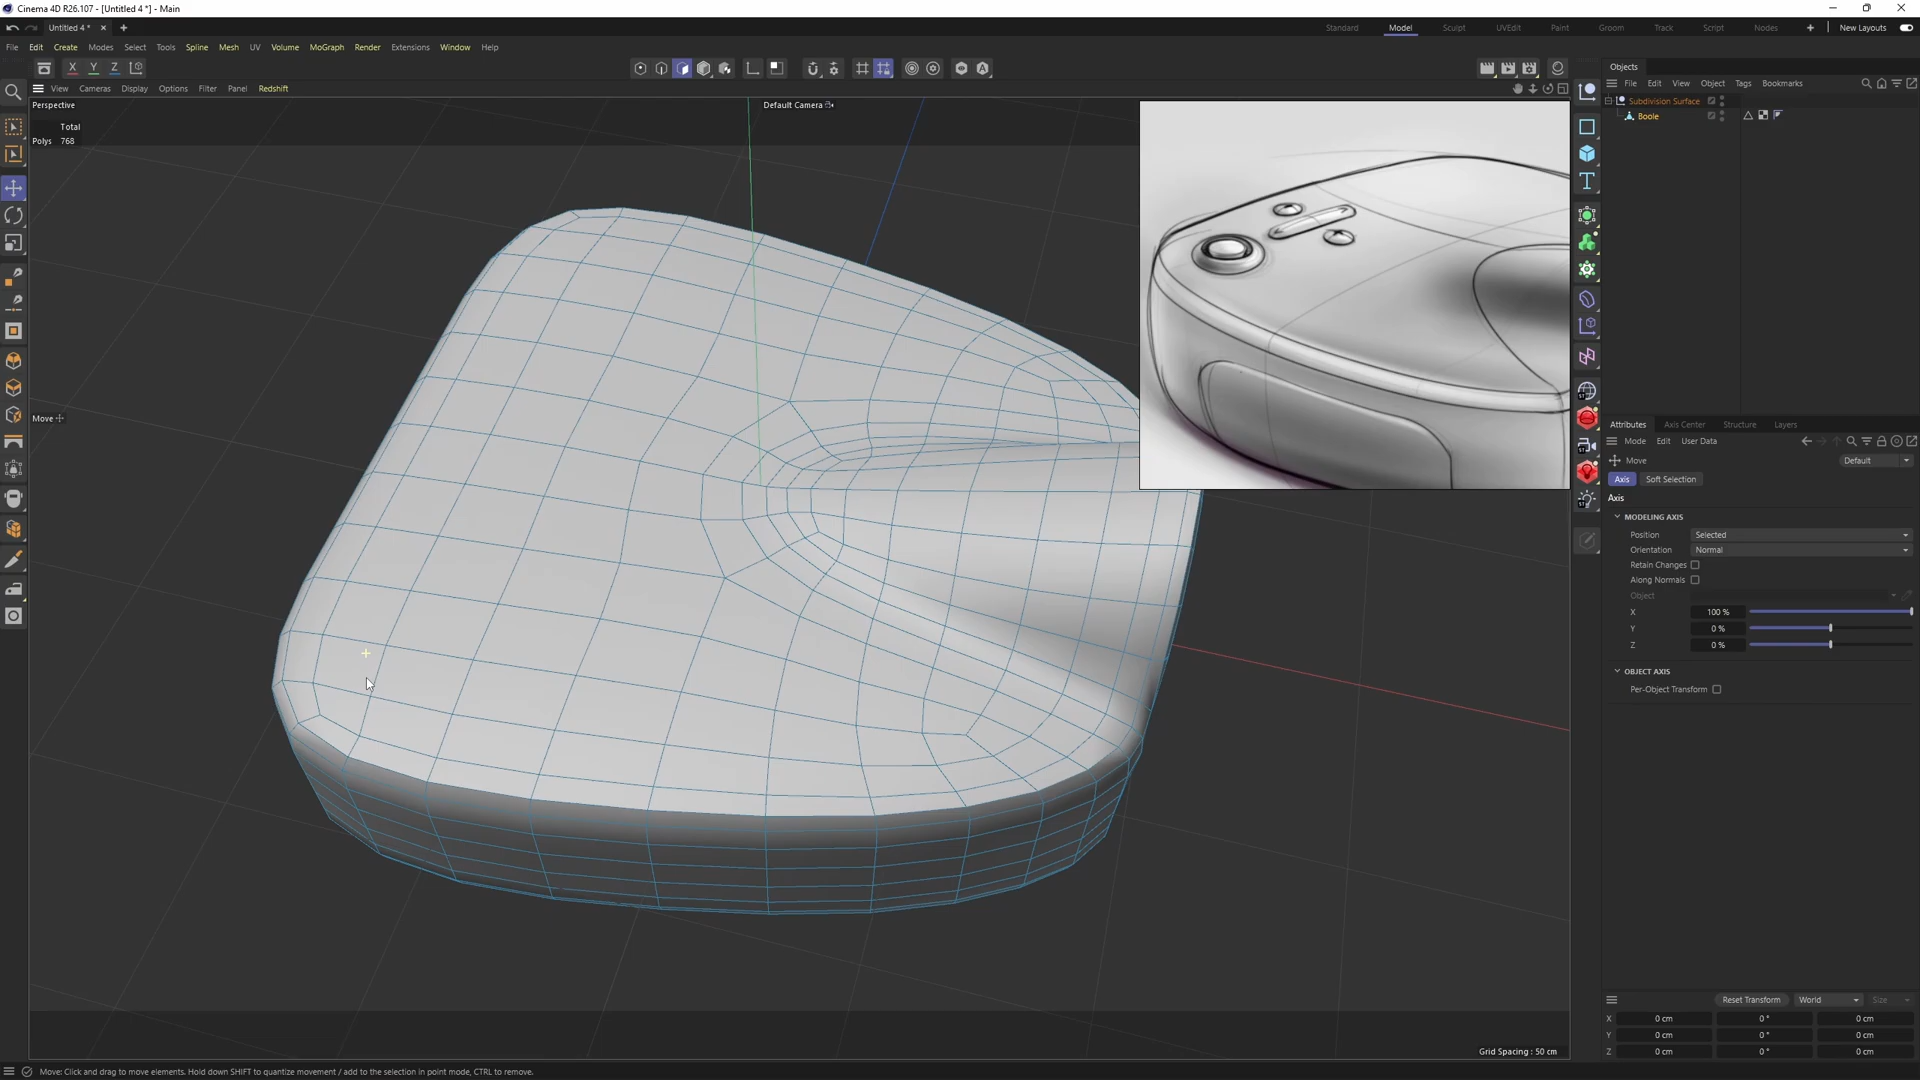 Cinema 4D R26.107 - [Untitled 4 *] - Main
Untitled 4 *
Standard Model Sculpt UVEdit Paint Groom Track Script Nodes New Layouts
File Edit Create Modes Select Tools Spline Mesh UV Volume MoGraph Render Extensions Window Help
X Y Z
View Cameras Display Options Filter Panel Redshift
Perspective
Default Camera
Total
Polys 768
Move
Grid Spacing : 50 cm
Objects
File Edit View Object Tags Bookmarks
Subdivision Surface
Boole
Attributes Axis Center Structure Layers
Mode Edit User Data
Move Default
Axis Soft Selection
Axis
MODELING AXIS
Position Selected
Orientation Normal
Retain Changes
Along Normals
Object
X 100 %
Y 0 %
Z 0 %
OBJECT AXIS
Per-Object Transform
Reset Transform World Size
X 0 cm 0 ° 0 cm
Y 0 cm 0 ° 0 cm
Z 0 cm 0 ° 0 cm
Move: Click and drag to move elements. Hold down SHIFT to quantize movement / add to the selection in point mode, CTRL to remove.